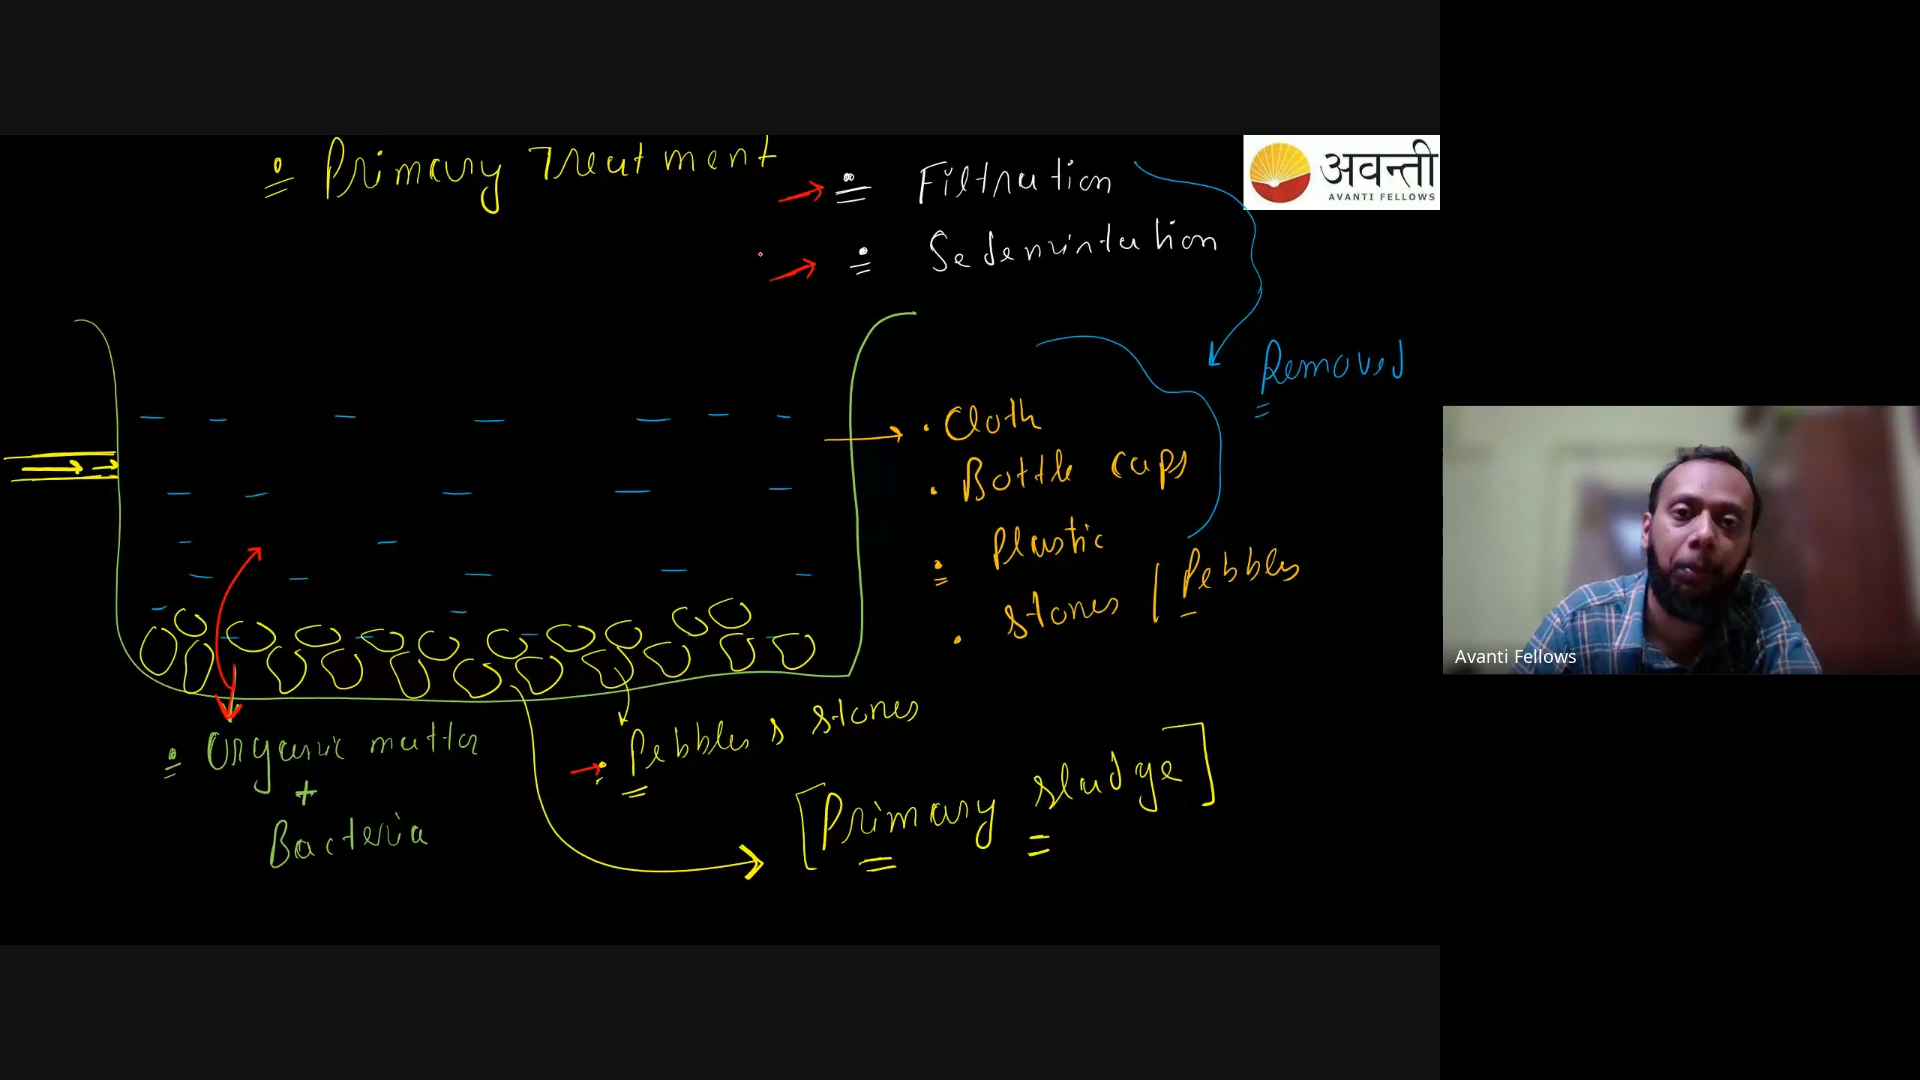 Primary Treatment
Filtration
Sedemintation
अवन्ती
AVANTI FELLOWS
Removed
Cloth
Bottle caps
Plastic
stones / Pebbles
Organic matter
+
Bacteria
Pebbles & stones
[Primary sludge]
Avanti Fellows